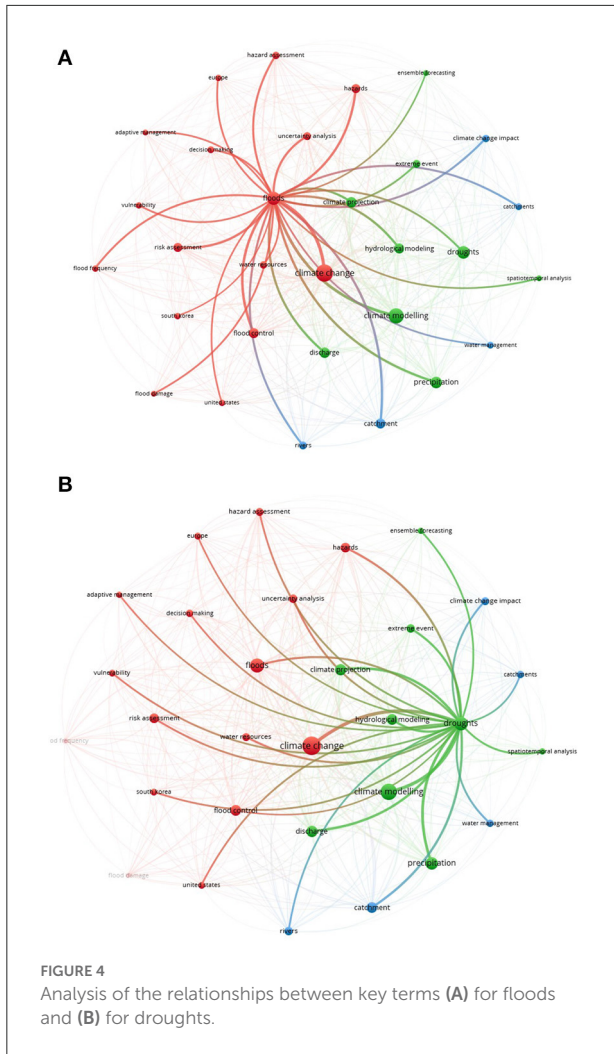 A
hazard assessment
europe
ensemble forecasting
hazards
adaptive management
uncertainty analysis
climate change impact
decision making
extreme event
vulnerability
floods
climate projection
catchments
risk assessment
hydrological modeling
droughts
flood frequency
water resources
climate change
spatiotemporal analysis
south korea
climate modelling
flood control
water management
discharge
precipitation
flood damage
united states
catchment
rivers
B
hazard assessment
ensemble forecasting
europe
hazards
adaptive management
uncertainty analysis
climate change impact
decision making
extreme event
floods
climate projection
vulnerability
catchments
risk assessment
hydrological modeling
droughts
water resources
od frequency
climate change
spatiotemporal analysis
south korea
climate modelling
flood control
water management
discharge
precipitation
flood damage
united states
catchment
rivers
FIGURE 4
Analysis of the relationships between key terms (A) for floods
and (B) for droughts.